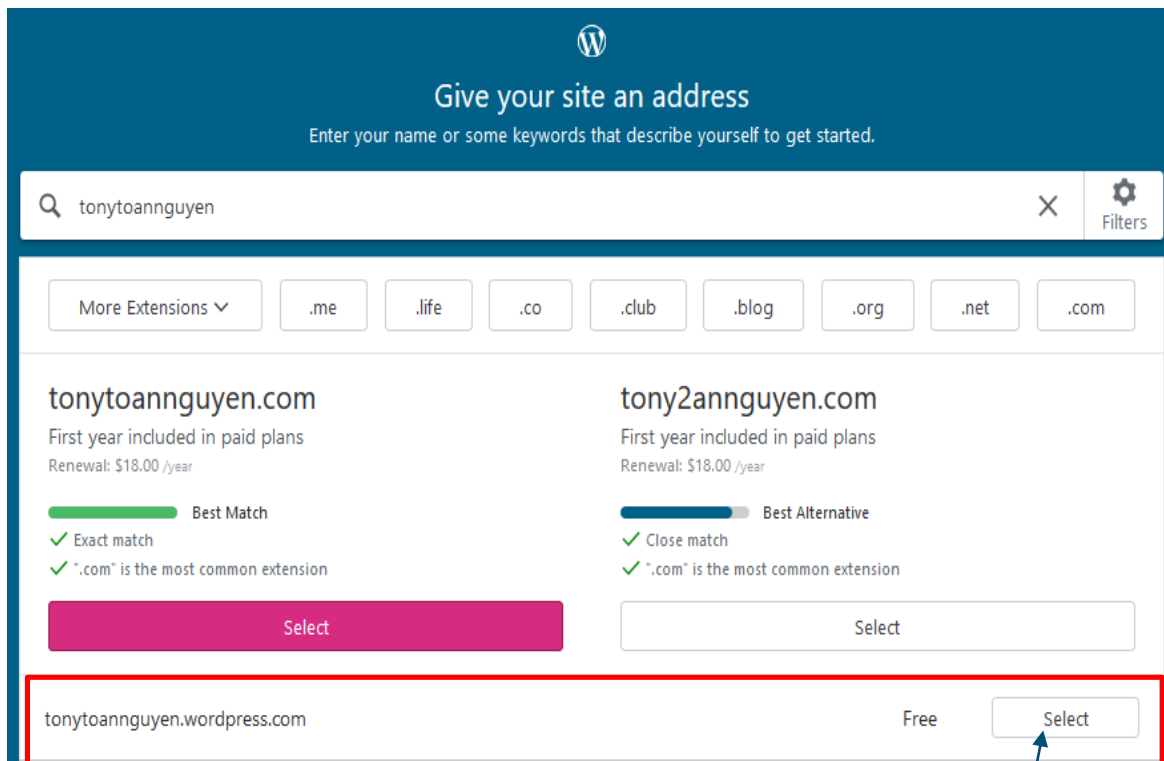 Give your site an address
Enter your name or some keywords that describe yourself to get started.
tonytoannguyen
Filters
More Extensions
.me
.life
.co
.club
.blog
.org
.net
.com
tonytoannguyen.com
First year included in paid plans
Renewal: $18.00 /year
Best Match
Exact match
".com" is the most common extension
Select
tony2annguyen.com
First year included in paid plans
Renewal: $18.00 /year
Best Alternative
Close match
".com" is the most common extension
Select
tonytoannguyen.wordpress.com
Free
Select